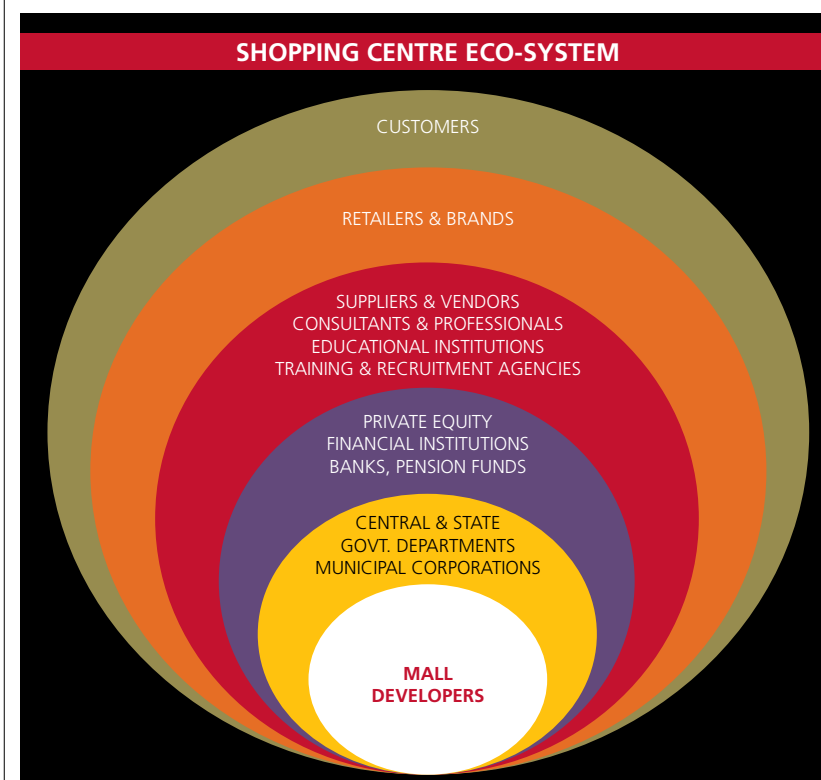 SHOPPING CENTRE ECO-SYSTEM
CUSTOMERS
RETAILERS & BRANDS
SUPPLIERS & VENDORS
CONSULTANTS & PROFESSIONALS
EDUCATIONAL INSTITUTIONS
TRAINING & RECRUITMENT AGENCIES
PRIVATE EQUITY
FINANCIAL INSTITUTIONS
BANKS, PENSION FUNDS
CENTRAL & STATE
GOVT. DEPARTMENTS
MUNICIPAL CORPORATIONS
MALL
DEVELOPERS